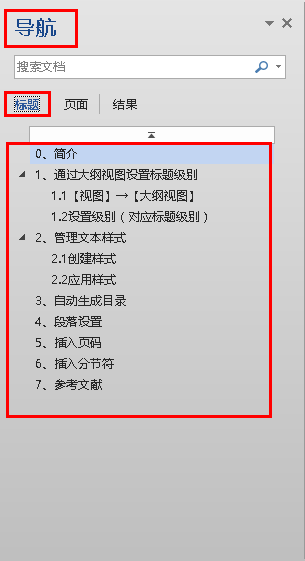 导航
搜索文档
标题 页面 结果
0、简介
1、通过大纲视图设置标题级别
1.1【视图】→【大纲视图】
1.2设置级别（对应标题级别）
2、管理文本样式
2.1创建样式
2.2应用样式
3、自动生成目录
4、段落设置
5、插入页码
6、插入分节符
7、参考文献